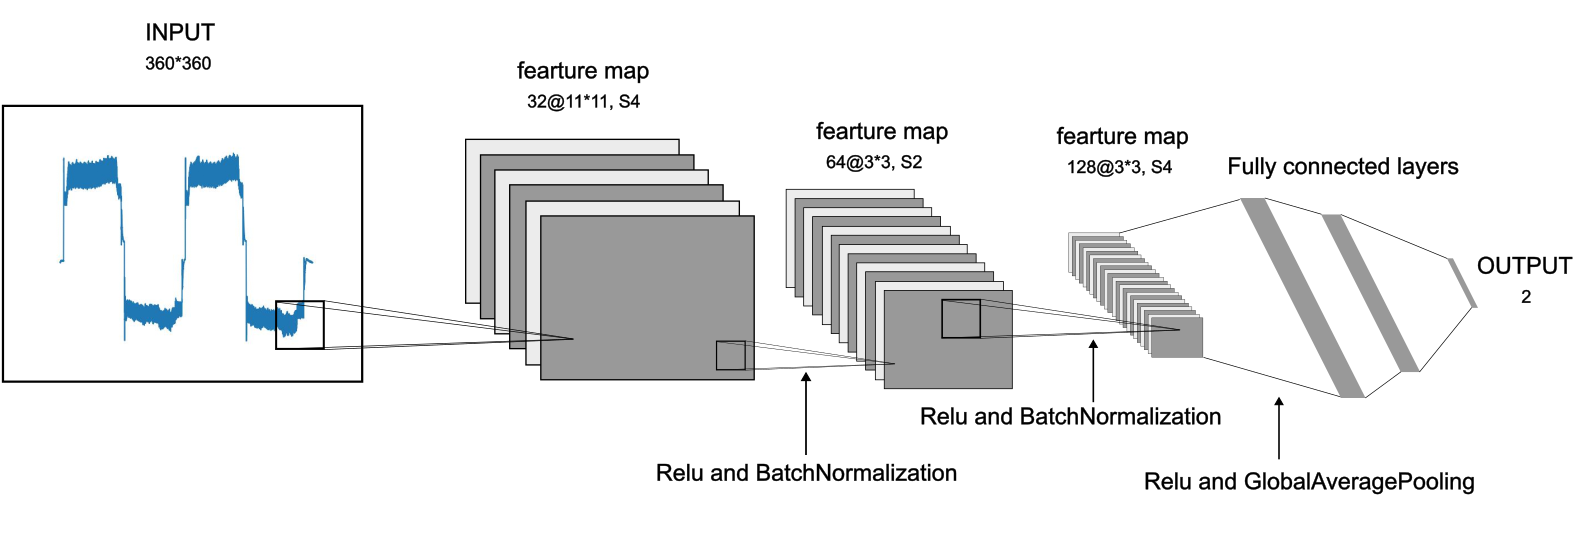 INPUT
360*360
fearture map
32@11*11, S4
fearture map
64@3*3, S2
fearture map
128@3*3, S4
Fully connected layers
OUTPUT
2
Relu and BatchNormalization
Relu and BatchNormalization
Relu and GlobalAveragePooling